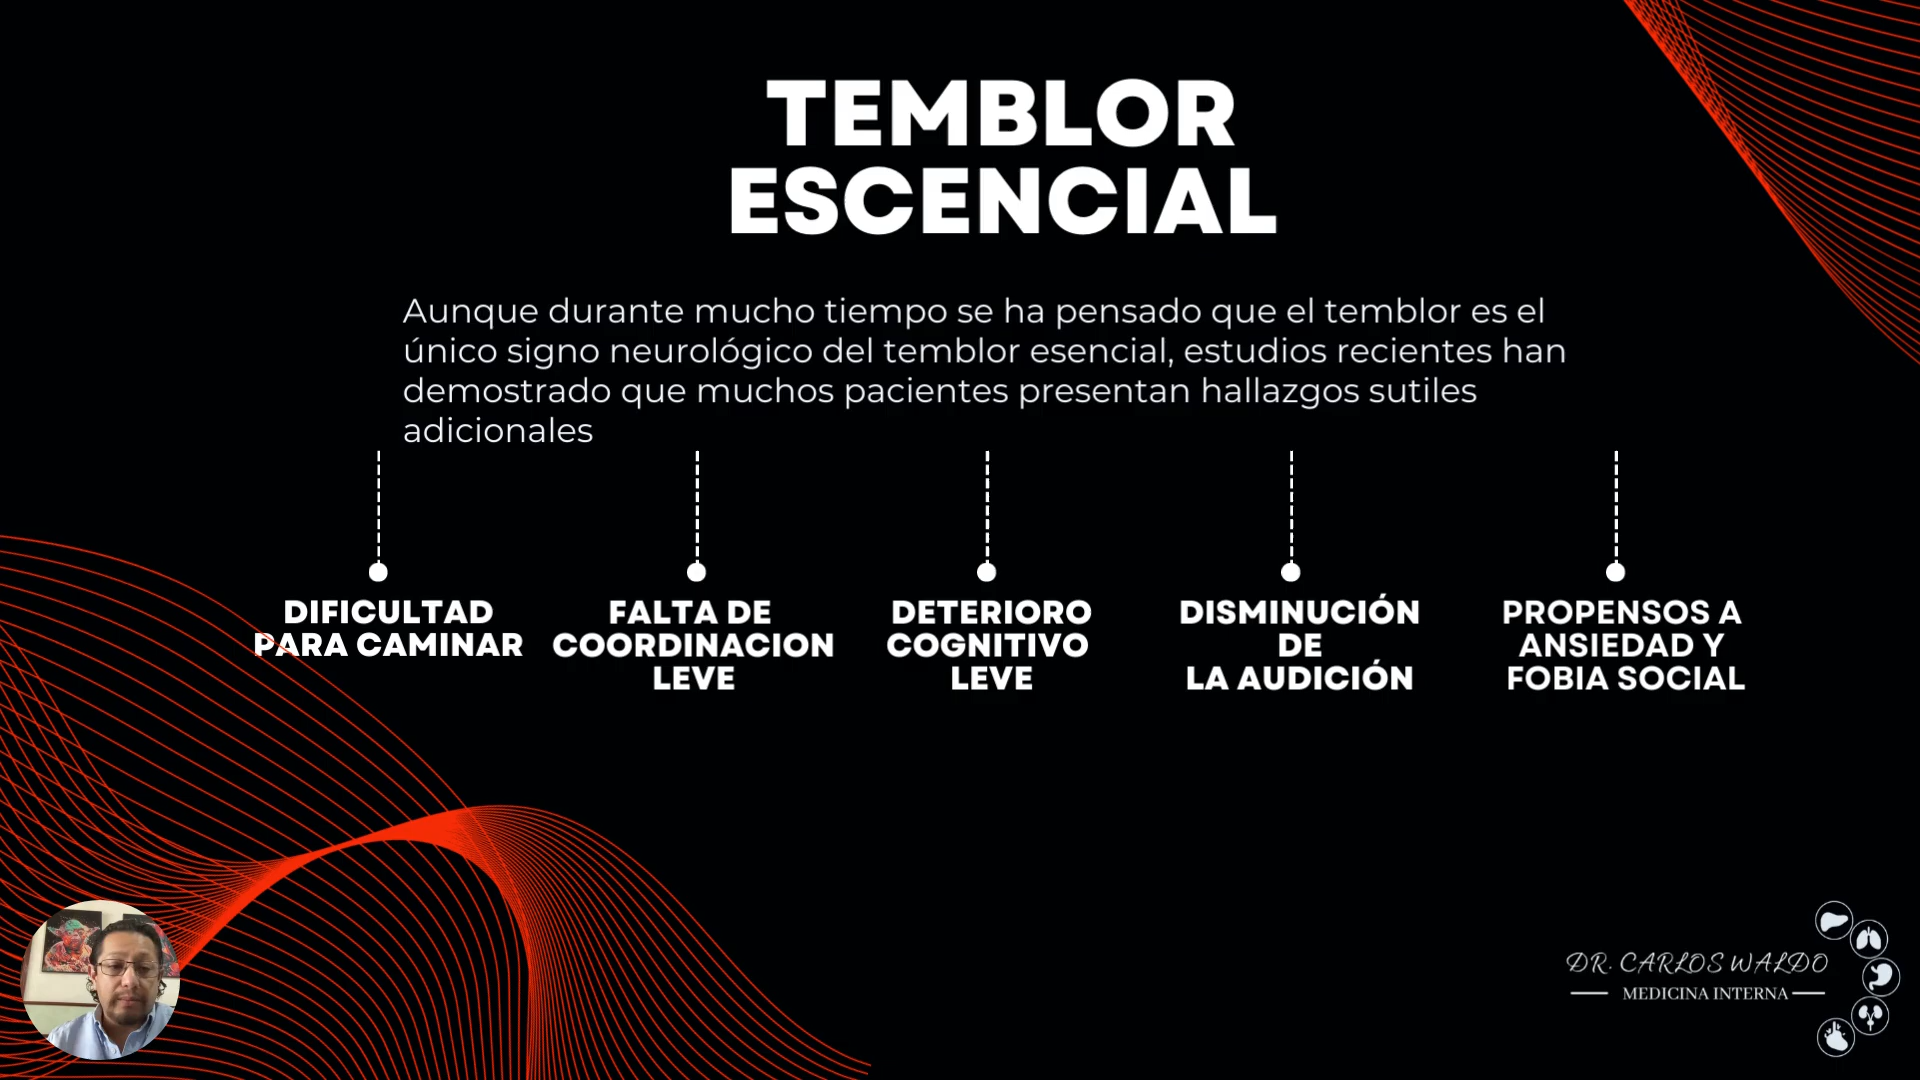 TEMBLOR
ESCENCIAL
Aunque durante mucho tiempo se ha pensado que el temblor es el
único signo neurológico del temblor esencial, estudios recientes han
demostrado que muchos pacientes presentan hallazgos sutiles
adicionales
DIFICULTAD
PARA CAMINAR
FALTA DE
COORDINACION
LEVE
DETERIORO
COGNITIVO
LEVE
DISMINUCIÓN
DE
LA AUDICIÓN
PROPENSOS A
ANSIEDAD Y
FOBIA SOCIAL
DR. CARLOS WALDO
MEDICINA INTERNA